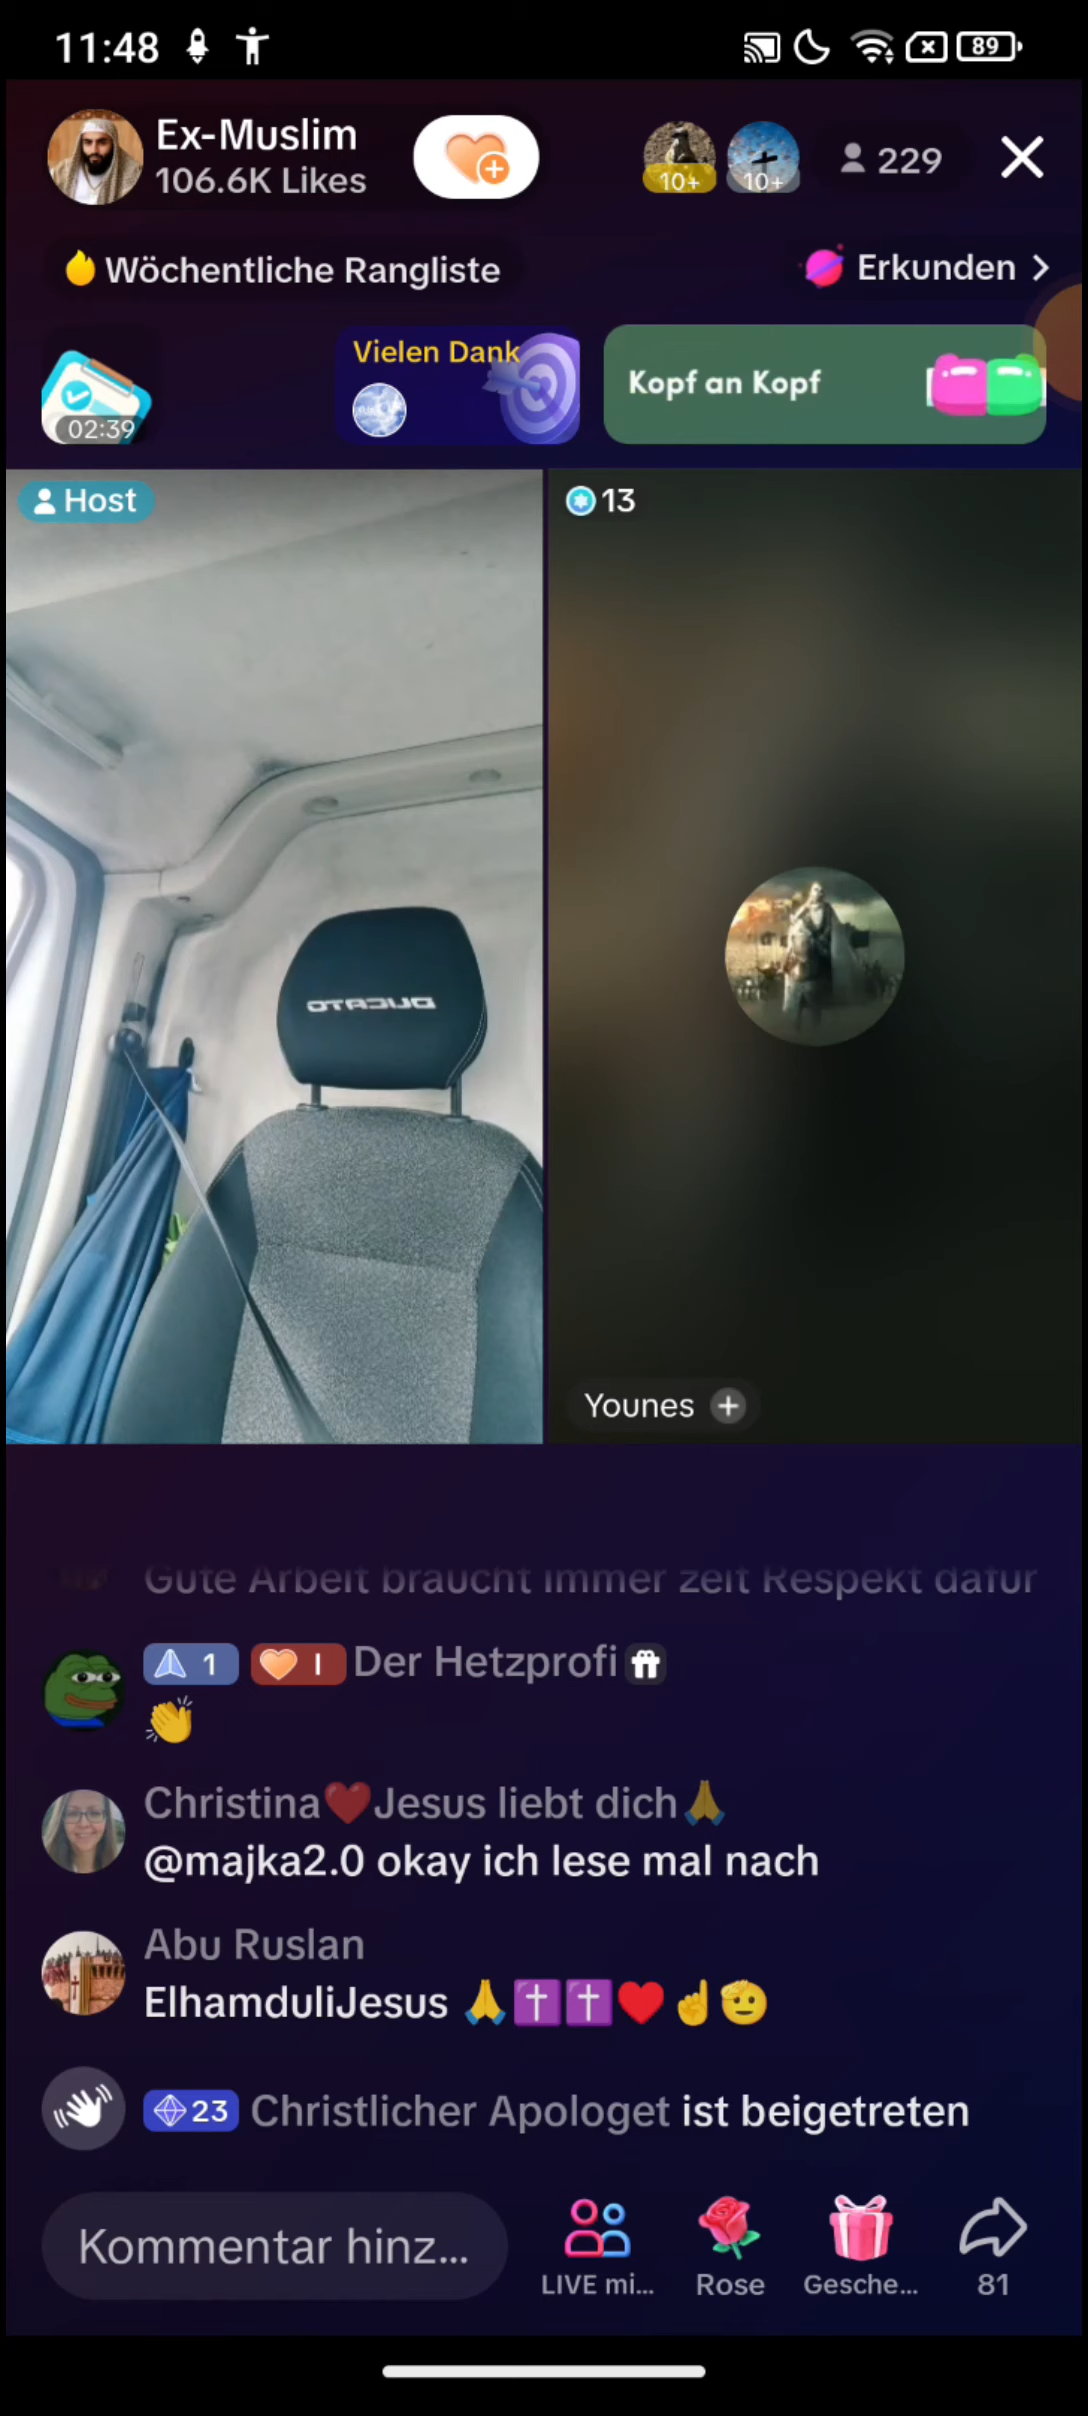 11:48
89
Ex-Muslim
106.6K Likes
10+
10+
229
Wöchentliche Rangliste
Erkunden
02:39
Vielen Dank
Kopf an Kopf
Host
13
DUCATO
Younes
Gute Arbeit braucht immer zeit Respekt dafür
1
I
Der Hetzprofi
Christina❤️Jesus liebt dich🙏
@majka2.0 okay ich lese mal nach
Abu Ruslan
ElhamduliJesus 🙏✝️✝️❤️☝️🫡
23 Christlicher Apologet ist beigetreten
Kommentar hinz...
LIVE mi...
Rose
Gesche...
81